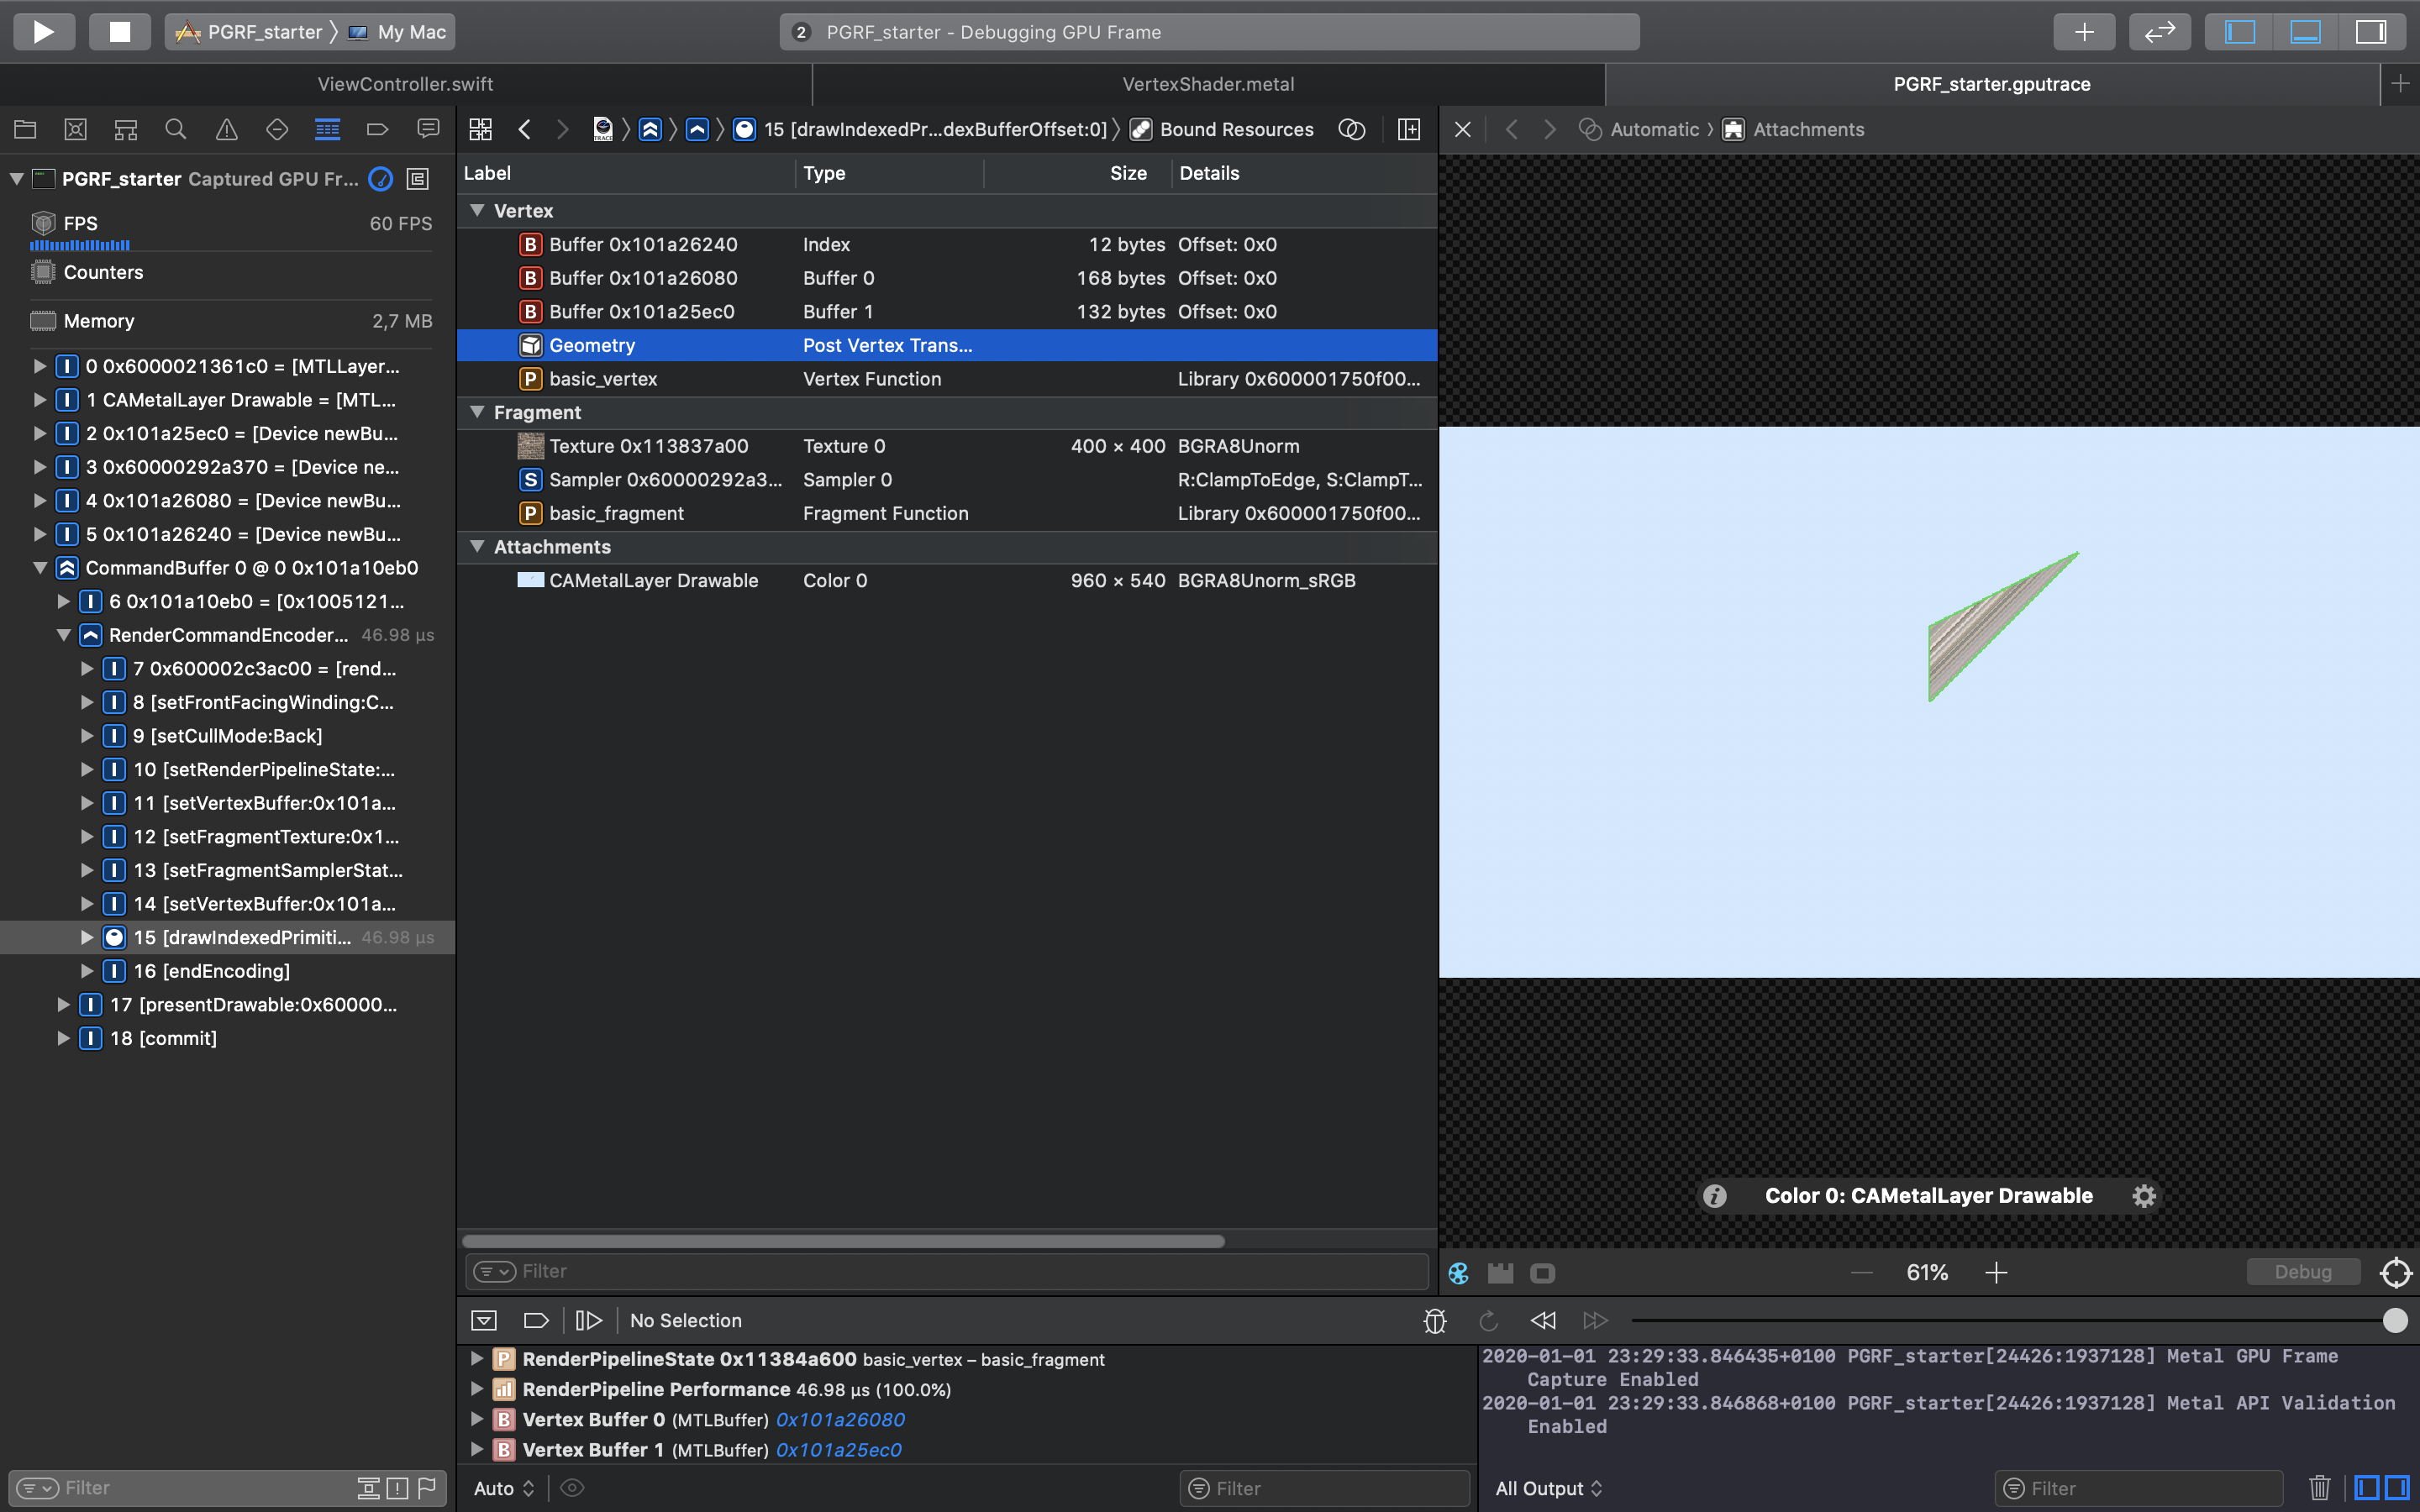 PGRF_starter 〉 My Mac
2 PGRF_starter - Debugging GPU Frame
ViewController.swift
VertexShader.metal
PGRF_starter.gputrace
15 [drawIndexedPr...dexBufferOffset:0] 〉 Bound Resources
Automatic 〉 Attachments
PGRF_starter Captured GPU Fr...
FPS 60 FPS
Counters
Memory 2,7 MB
0 0x6000021361c0 = [MTLLayer...
1 CAMetalLayer Drawable = [MTL...
2 0x101a25ec0 = [Device newBu...
3 0x60000292a370 = [Device ne...
4 0x101a26080 = [Device newBu...
5 0x101a26240 = [Device newBu...
CommandBuffer 0 @ 0 0x101a10eb0
6 0x101a10eb0 = [0x1005121...
RenderCommandEncoder... 46.98 µs
7 0x600002c3ac00 = [rend...
8 [setFrontFacingWinding:C...
9 [setCullMode:Back]
10 [setRenderPipelineState:...
11 [setVertexBuffer:0x101a...
12 [setFragmentTexture:0x1...
13 [setFragmentSamplerStat...
14 [setVertexBuffer:0x101a...
15 [drawIndexedPrimiti... 46.98 µs
16 [endEncoding]
17 [presentDrawable:0x60000...
18 [commit]
Filter
Label Type Size Details
Vertex
B Buffer 0x101a26240 Index 12 bytes Offset: 0x0
B Buffer 0x101a26080 Buffer 0 168 bytes Offset: 0x0
B Buffer 0x101a25ec0 Buffer 1 132 bytes Offset: 0x0
Geometry Post Vertex Trans...
P basic_vertex Vertex Function Library 0x600001750f00...
Fragment
Texture 0x113837a00 Texture 0 400 × 400 BGRA8Unorm
S Sampler 0x60000292a3... Sampler 0 R:ClampToEdge, S:ClampT...
P basic_fragment Fragment Function Library 0x600001750f00...
Attachments
CAMetalLayer Drawable Color 0 960 × 540 BGRA8Unorm_sRGB
Filter
Color 0: CAMetalLayer Drawable
61%
Debug
No Selection
P RenderPipelineState 0x11384a600 basic_vertex – basic_fragment
RenderPipeline Performance 46.98 µs (100.0%)
B Vertex Buffer 0 (MTLBuffer) 0x101a26080
B Vertex Buffer 1 (MTLBuffer) 0x101a25ec0
Auto
Filter
2020-01-01 23:29:33.846435+0100 PGRF_starter[24426:1937128] Metal GPU Frame
Capture Enabled
2020-01-01 23:29:33.846868+0100 PGRF_starter[24426:1937128] Metal API Validation
Enabled
All Output
Filter